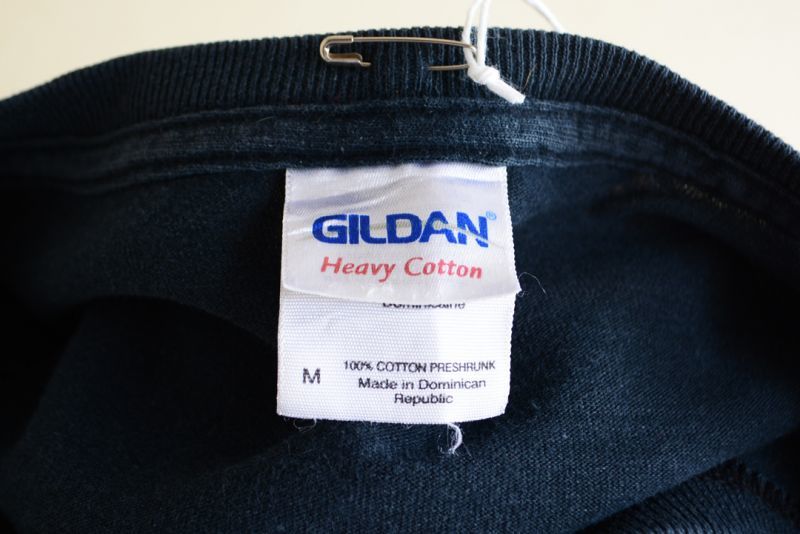 GILDAN®
Heavy Cotton
M
100% COTTON PRESHRUNK
Made in Dominican
Republic